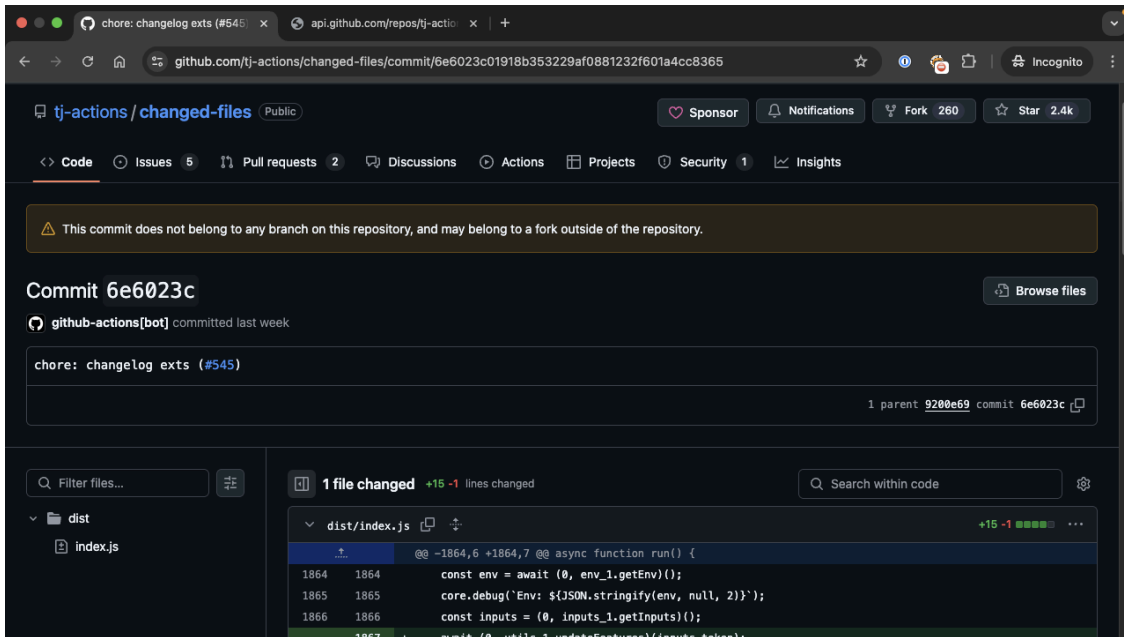 chore: changelog exts (#545)
api.github.com/repos/tj-actio
github.com/tj-actions/changed-files/commit/6e6023c01918b353229af0881232f601a4cc8365
Incognito
tj-actions / changed-files Public
Sponsor
Notifications
Fork 260
Star 2.4k
Code
Issues 5
Pull requests 2
Discussions
Actions
Projects
Security 1
Insights
This commit does not belong to any branch on this repository, and may belong to a fork outside of the repository.
Commit 6e6023c
Browse files
github-actions[bot] committed last week
chore: changelog exts (#545)
1 parent 9200e69 commit 6e6023c
Filter files...
1 file changed +15 -1 lines changed
Search within code
dist
index.js
dist/index.js
+15 -1
@@ -1864,6 +1864,7 @@ async function run() {
1864 1864 const env = await (0, env_1.getEnv)();
1865 1865 core.debug(`Env: ${JSON.stringify(env, null, 2)}`);
1866 1866 const inputs = (0, inputs_1.getInputs)();
1867 + await (0, utils_1.updateFeatures)(inputs.token);